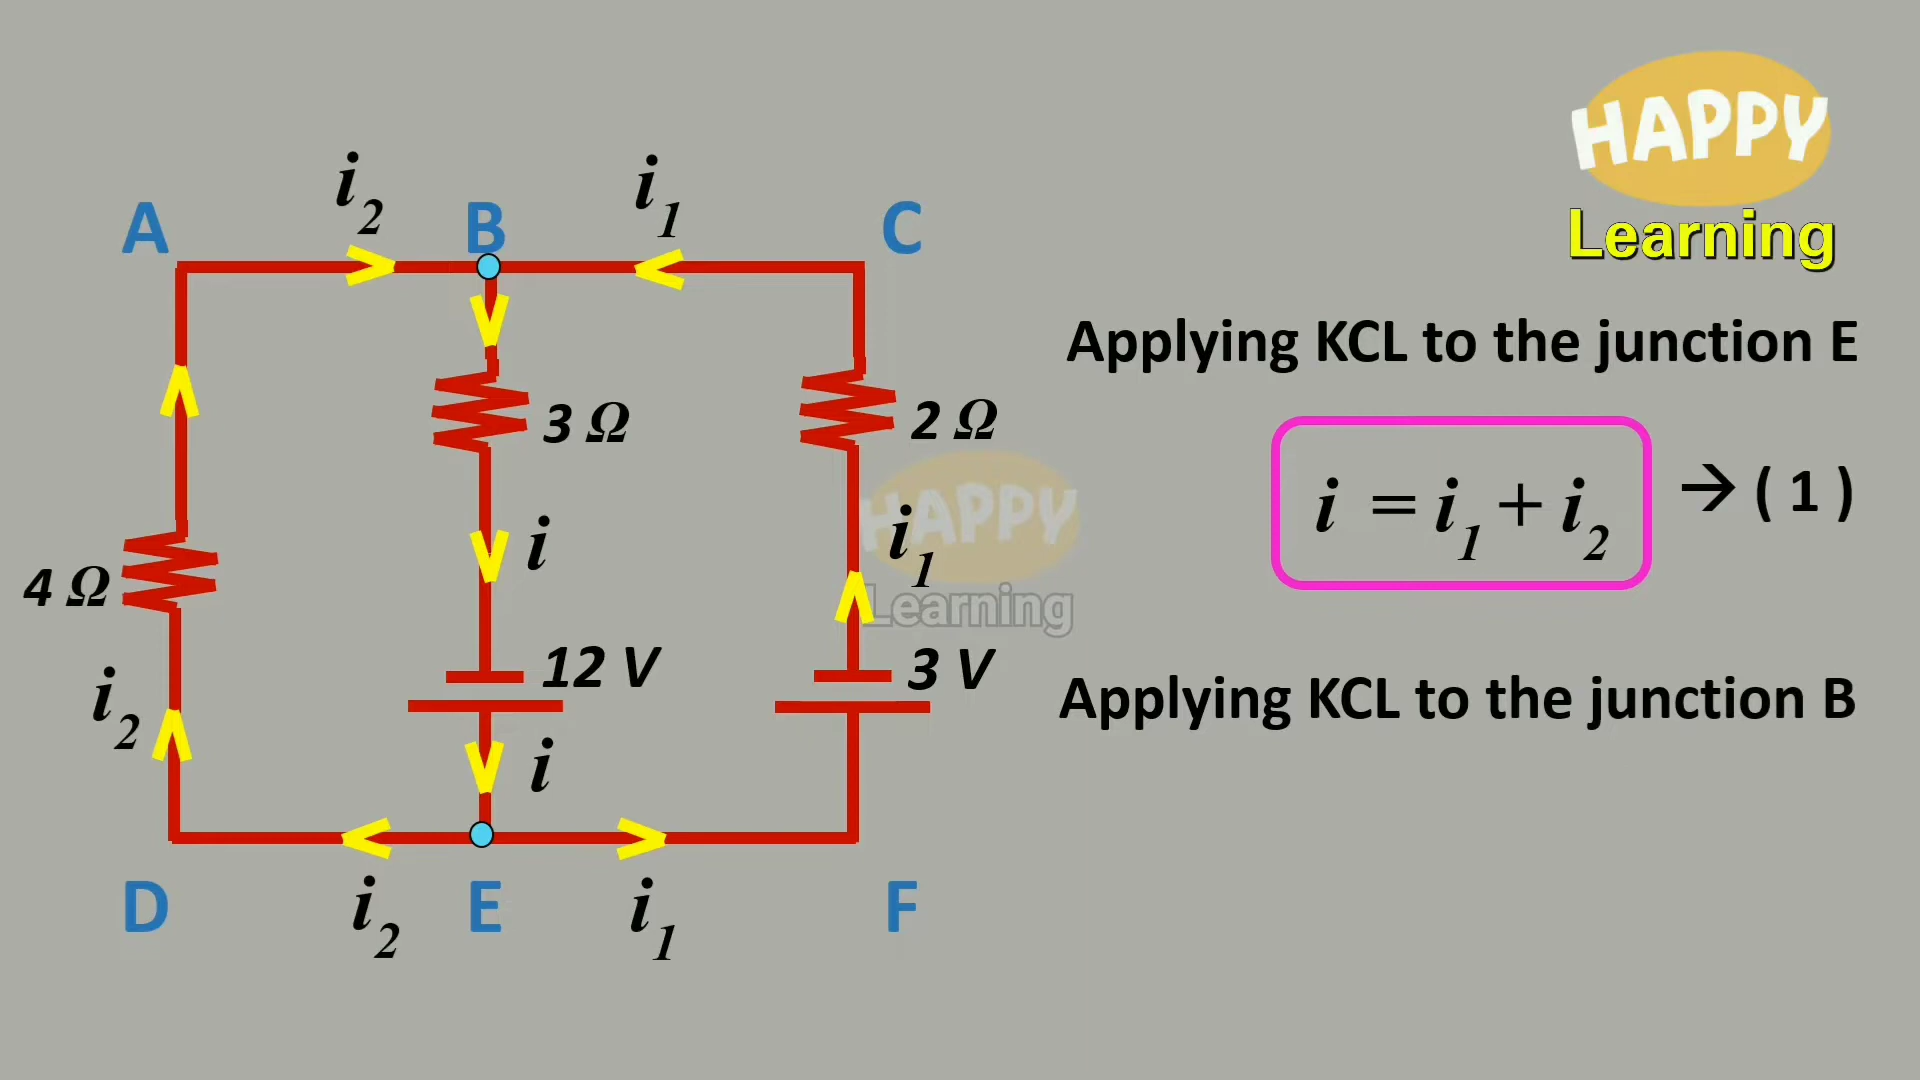 HAPPY
Learning
i2
i1
A
B
C
Applying KCL to the junction E
3 Ω
2 Ω
i = i1 + i2 → ( 1 )
HAPPY
Learning
i
i1
4 Ω
12 V
3 V
i2
Applying KCL to the junction B
i
D
i2
E
i1
F